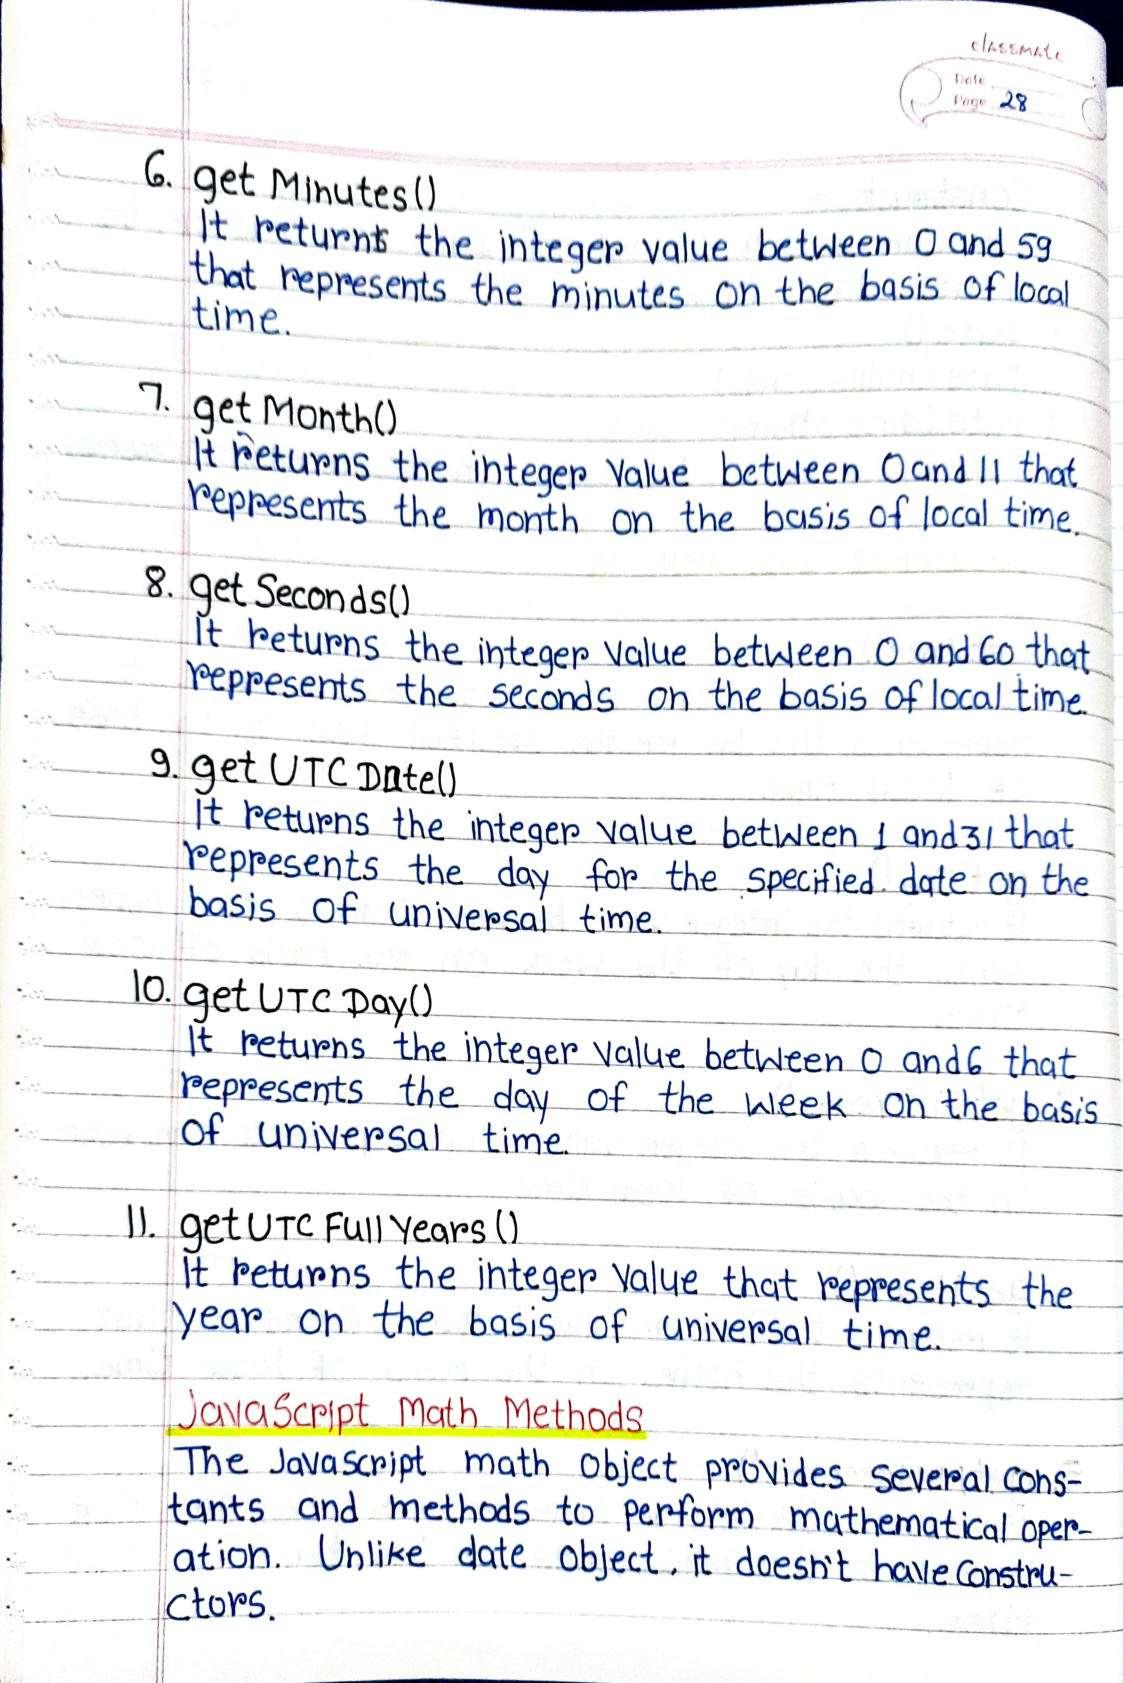 classmate
Date
Page 28
6. get Minutes()
It returns the integer value between 0 and 59
that represents the minutes on the basis of local
time.
7. get Month()
It returns the integer value between 0 and 11 that
represents the month on the basis of local time.
8. get Seconds()
It returns the integer value between 0 and 60 that
represents the seconds on the basis of local time.
9. get UTC Date()
It returns the integer value between 1 and 31 that
represents the day for the specified date on the
basis of universal time.
10. get UTC Day()
It returns the integer value between 0 and 6 that
represents the day of the week on the basis
of universal time.
11. get UTC Full Years ()
It returns the integer value that represents the
year on the basis of universal time.
JavaScript Math Methods
The Javascript math object provides several cons-
tants and methods to perform mathematical oper-
ation. Unlike date object, it doesn't have constru-
ctors.